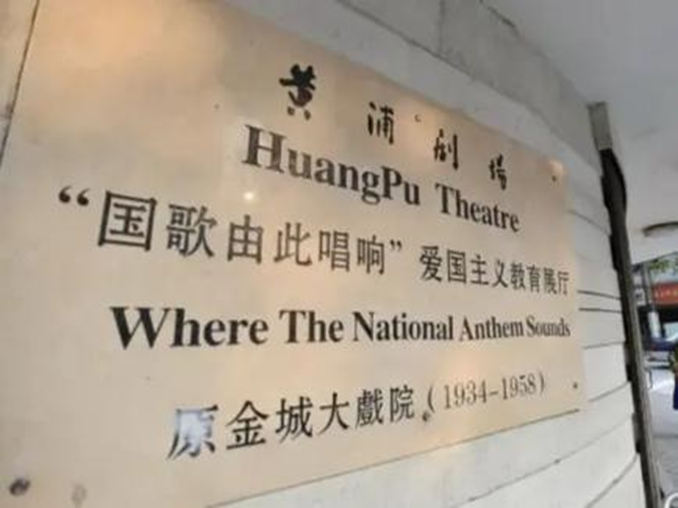 黄浦剧场
HuangPu Theatre
“国歌由此唱响”爱国主义教育展厅
Where The National Anthem Sounds
原金城大戲院(1934-1958)